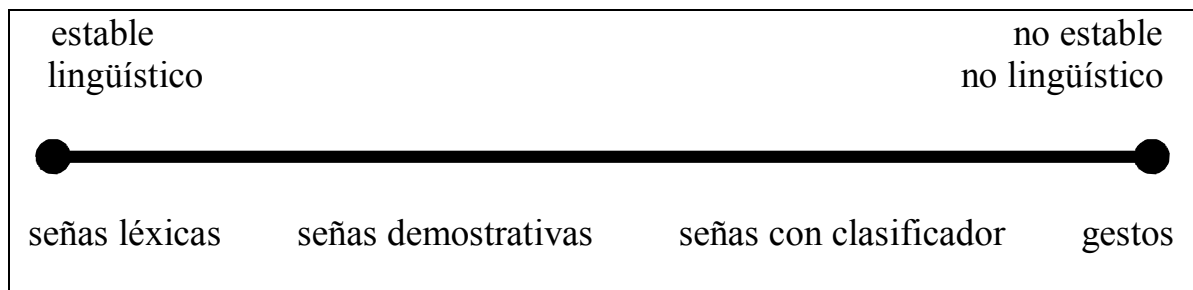 estable
lingüístico
no estable
no lingüístico
señas léxicas
señas demostrativas
señas con clasificador
gestos